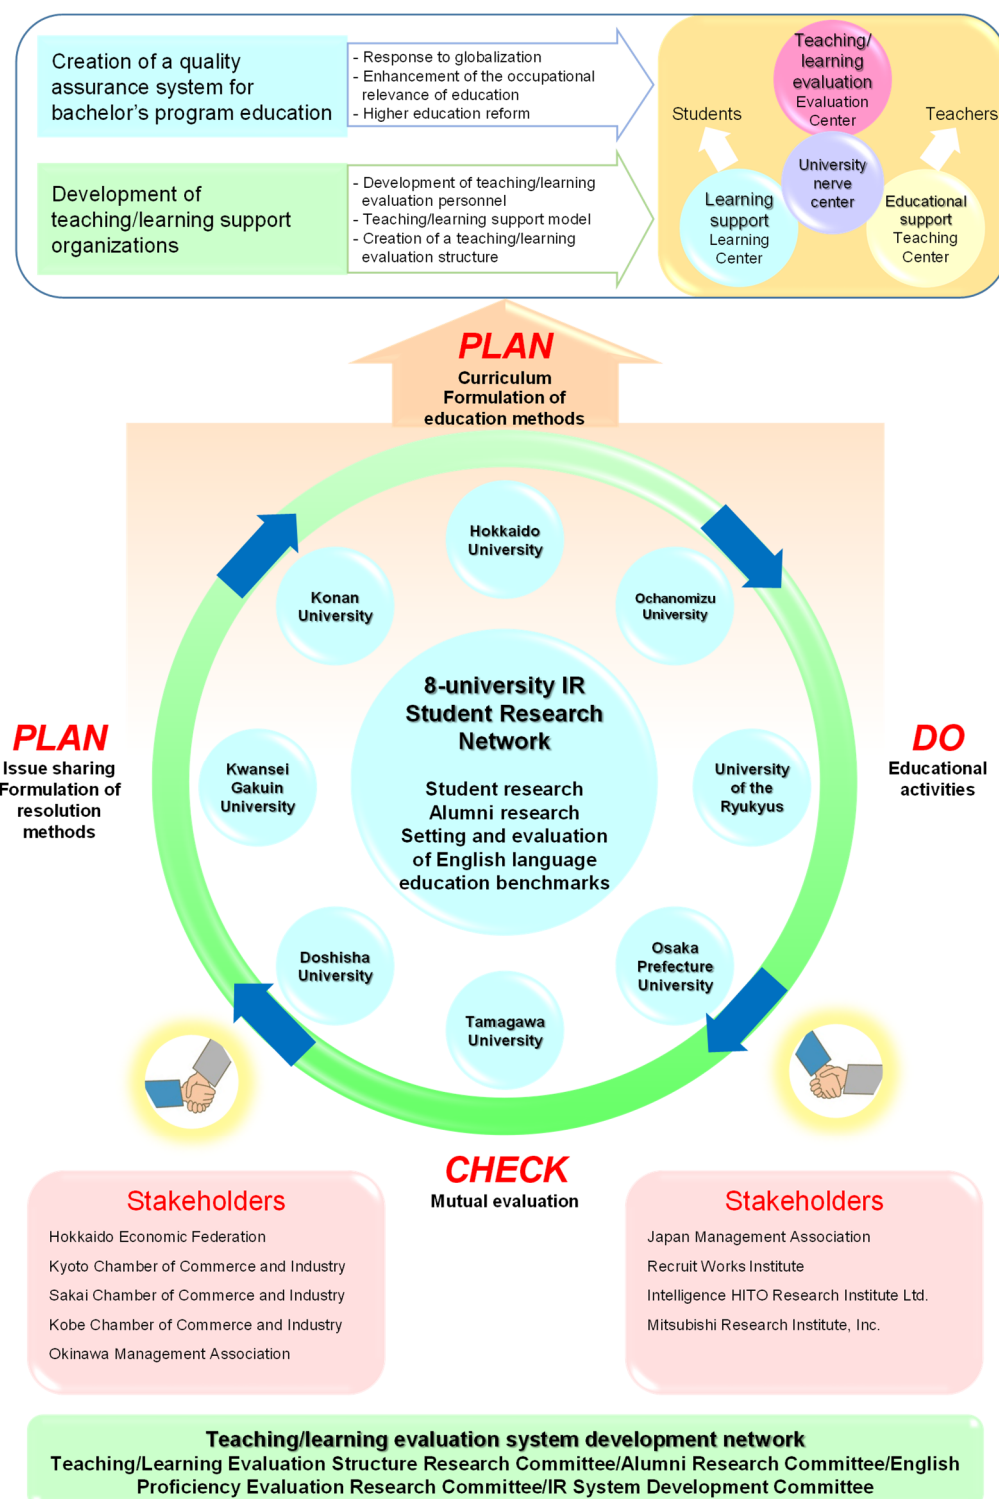 Creation of a quality
assurance system for
bachelor's program education
- Response to globalization
- Enhancement of the occupational
relevance of education
- Higher education reform
Development of
teaching/learning support
organizations
- Development of teaching/learning
evaluation personnel
- Teaching/learning support model
- Creation of a teaching/learning
evaluation structure
Teaching/
learning
evaluation
Evaluation
Center
Students
Teachers
University
nerve
center
Learning
support
Learning
Center
Educational
support
Teaching
Center
PLAN
Curriculum
Formulation of
education methods
Hokkaido
University
Konan
University
Ochanomizu
University
8-university IR
Student Research
Network
Student research
Alumni research
Setting and evaluation
of English language
education benchmarks
PLAN
Issue sharing
Formulation of
resolution
methods
Kwansei
Gakuin
University
University
of the
Ryukyus
DO
Educational
activities
Doshisha
University
Osaka
Prefecture
University
Tamagawa
University
CHECK
Mutual evaluation
Stakeholders
Hokkaido Economic Federation
Kyoto Chamber of Commerce and Industry
Sakai Chamber of Commerce and Industry
Kobe Chamber of Commerce and Industry
Okinawa Management Association
Stakeholders
Japan Management Association
Recruit Works Institute
Intelligence HITO Research Institute Ltd.
Mitsubishi Research Institute, Inc.
Teaching/learning evaluation system development network
Teaching/Learning Evaluation Structure Research Committee/Alumni Research Committee/English
Proficiency Evaluation Research Committee/IR System Development Committee